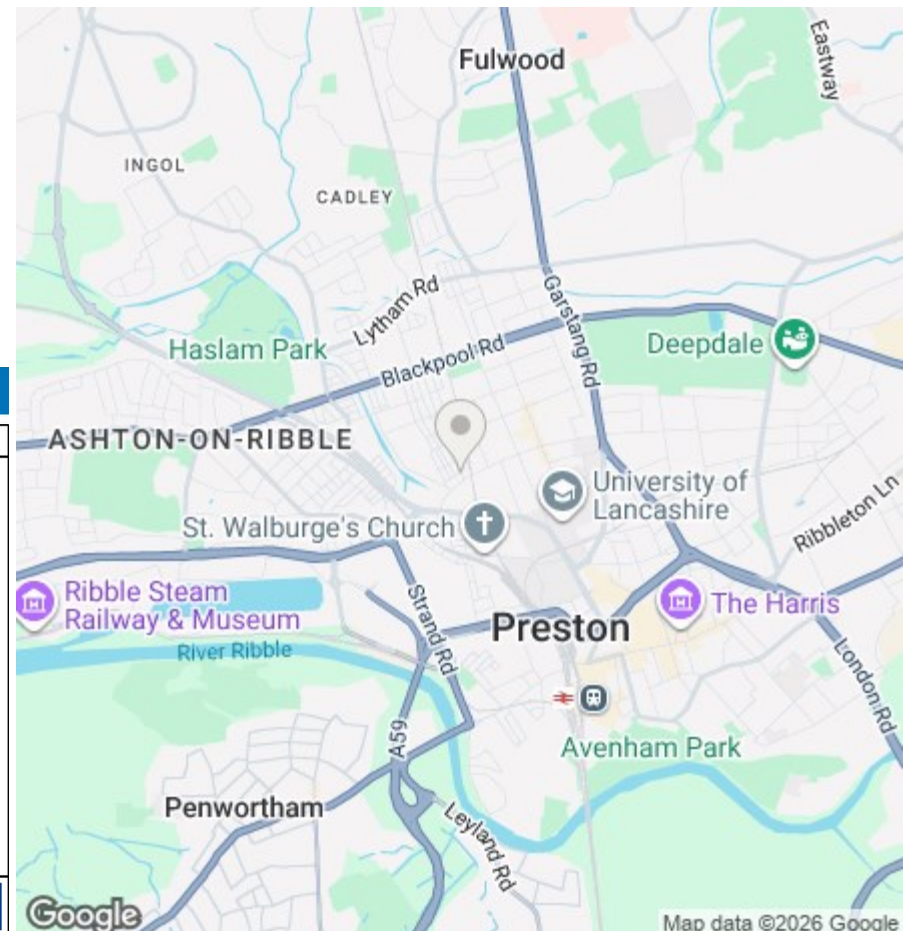 Fulwood
Eastway
INGOL
CADLEY
Lytham Rd
Garstang Rd
Haslam Park
Blackpool Rd
Deepdale
ASHTON-ON-RIBBLE
University of
Lancashire
St. Walburge's Church
Ribbleton Ln
Ribble Steam
Railway & Museum
Strand Rd
The Harris
Preston
River Ribble
London Rd
A59
Avenham Park
Penwortham
Leyland Rd
Google
Map data ©2026 Google